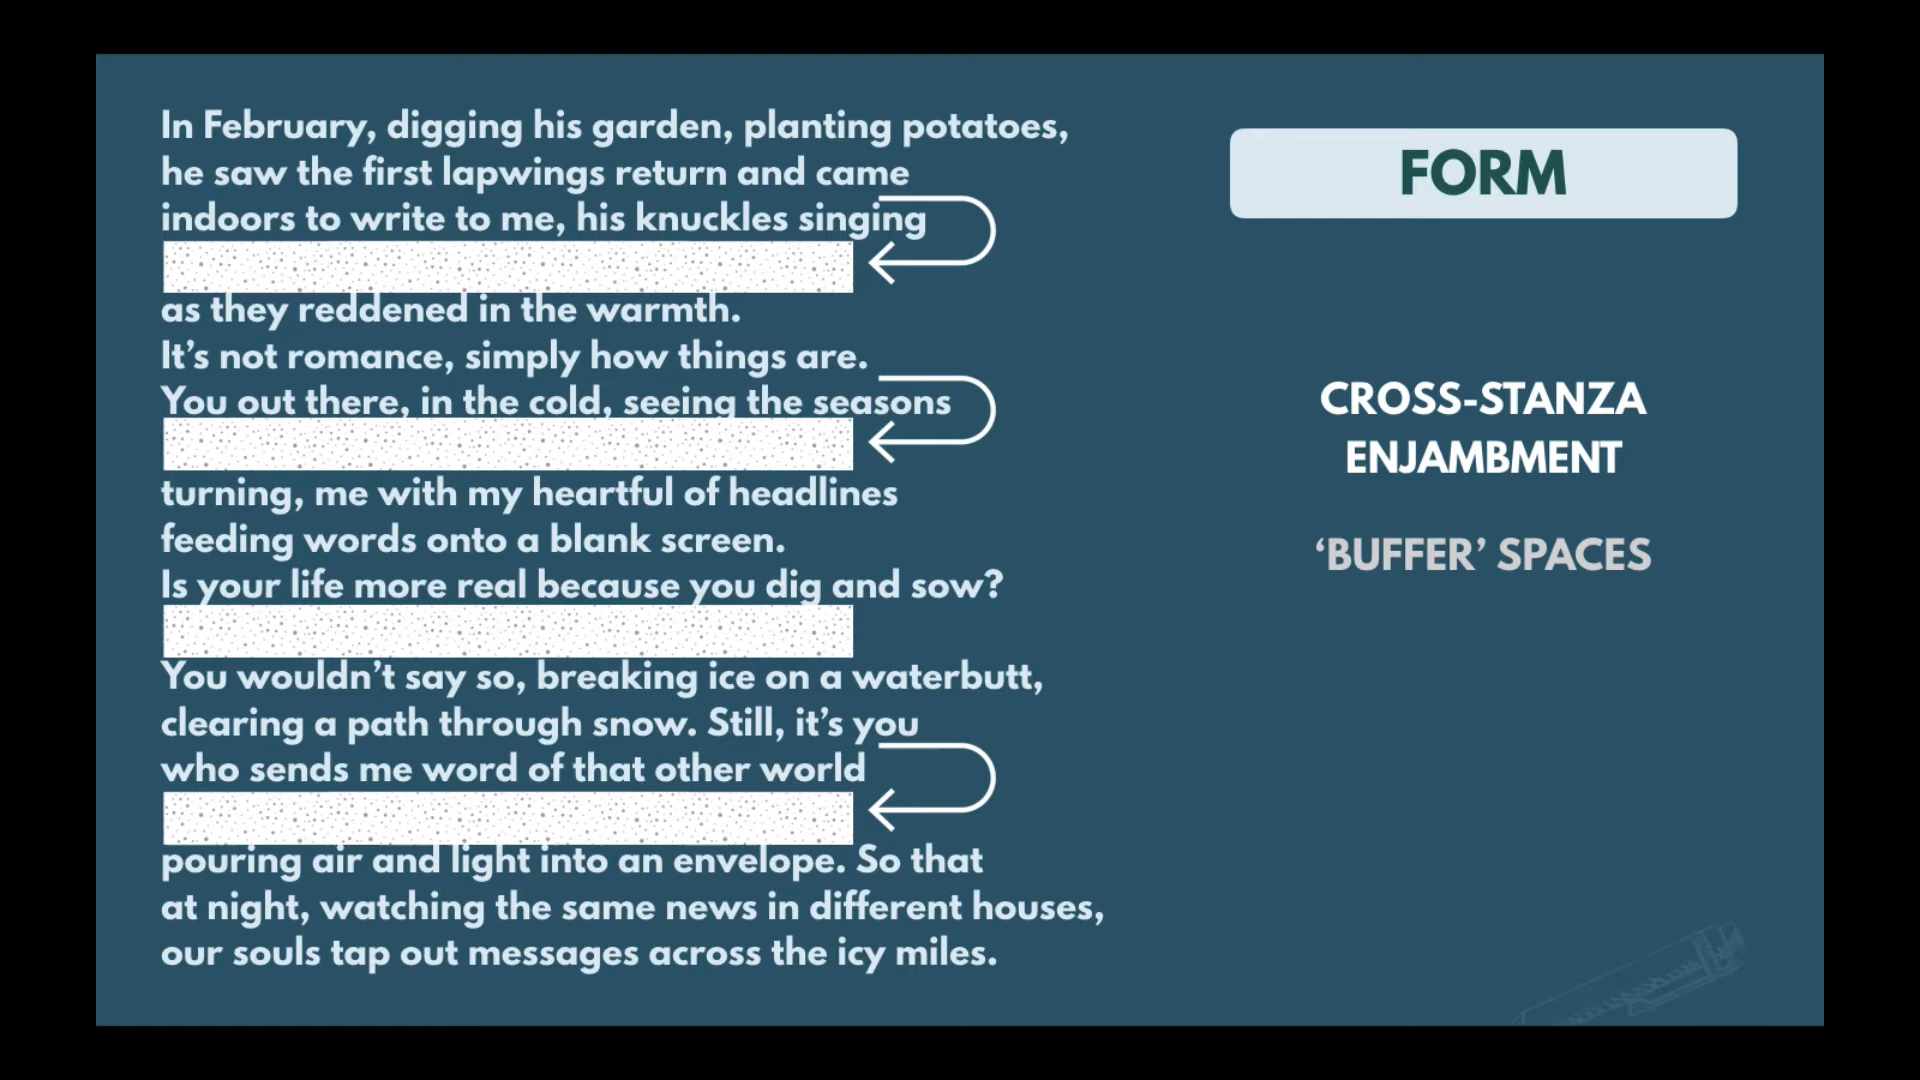 In February, digging his garden, planting potatoes,
he saw the first lapwings return and came
indoors to write to me, his knuckles singing
as they reddened in the warmth.
It’s not romance, simply how things are.
You out there, in the cold, seeing the seasons
turning, me with my heartful of headlines
feeding words onto a blank screen.
Is your life more real because you dig and sow?
You wouldn’t say so, breaking ice on a waterbutt,
clearing a path through snow. Still, it’s you
who sends me word of that other world
pouring air and light into an envelope. So that
at night, watching the same news in different houses,
our souls tap out messages across the icy miles.
FORM
CROSS-STANZA
ENJAMBMENT
‘BUFFER’ SPACES